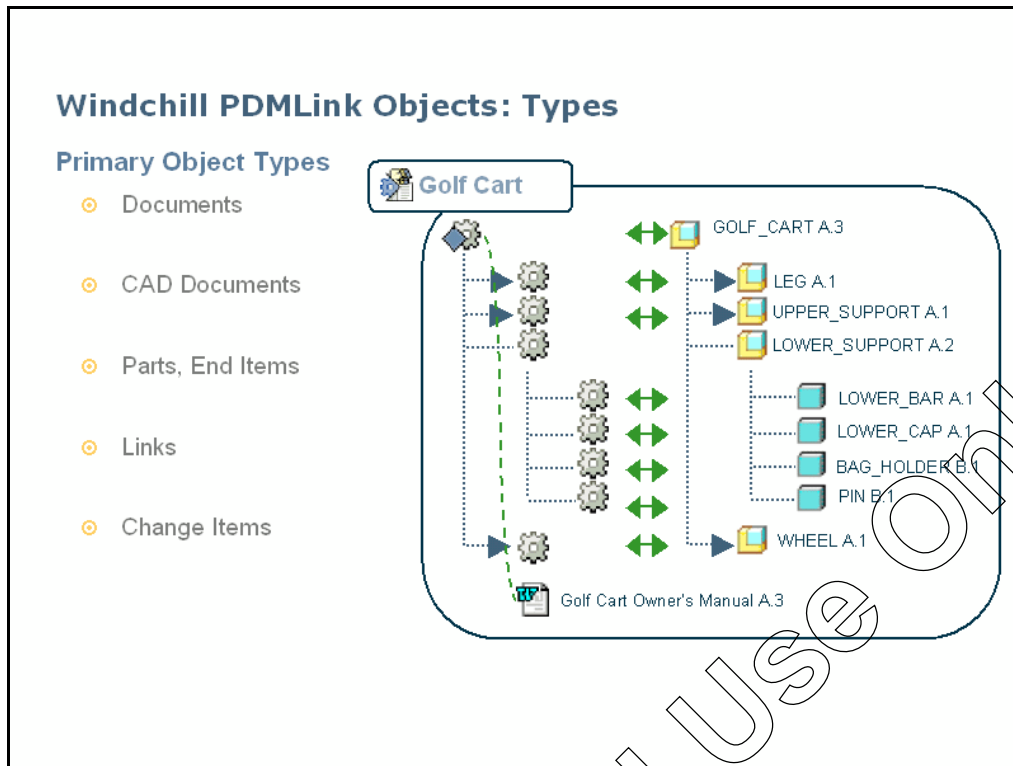 Windchill PDMLink Objects: Types
Primary Object Types
Documents
CAD Documents
Parts, End Items
Links
Change Items
Golf Cart
GOLF_CART A.3
LEG A.1
UPPER_SUPPORT A.1
LOWER_SUPPORT A.2
LOWER_BAR A.1
LOWER_CAP A.1
BAG_HOLDER B.1
PIN B.1
WHEEL A.1
Golf Cart Owner's Manual A.3
Use